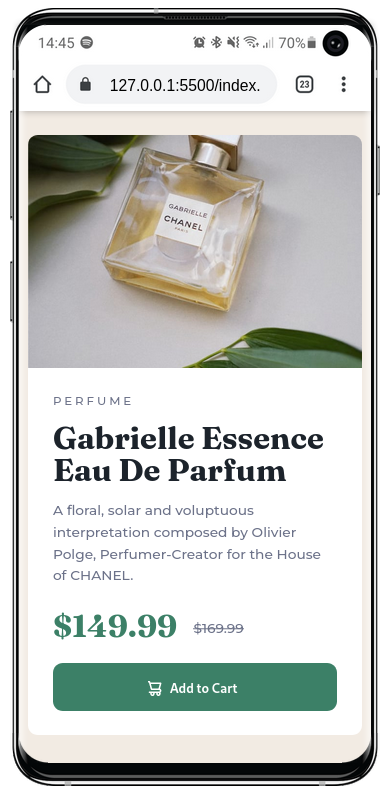 14:45
70%
127.0.0.1:5500/index.
23
GABRIELLE
CHANEL
PARIS
PERFUME
Gabrielle Essence
Eau De Parfum
A floral, solar and voluptuous
interpretation composed by Olivier
Polge, Perfumer-Creator for the House
of CHANEL.
$149.99 $169.99
Add to Cart